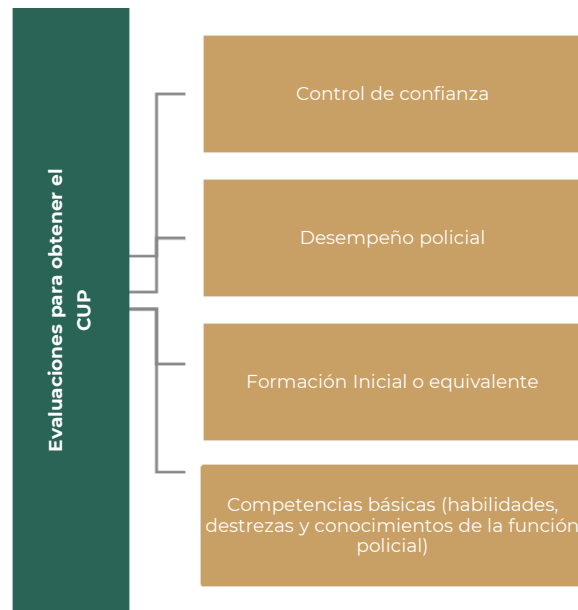 Evaluaciones para obtener el
CUP
Control de confianza
Desempeño policial
Formación Inicial o equivalente
Competencias básicas (habilidades,
destrezas y conocimientos de la función
policial)